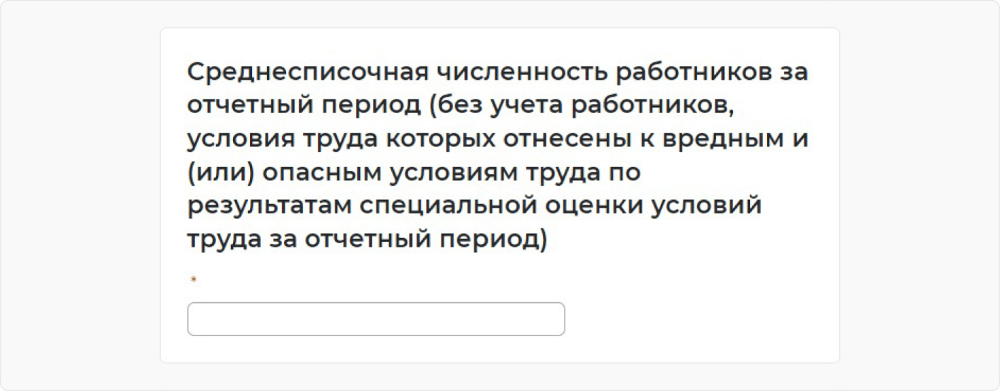 Среднесписочная численность работников за
отчетный период (без учета работников,
условия труда которых отнесены к вредным и
(или) опасным условиям труда по
результатам специальной оценки условий
труда за отчетный период)
*